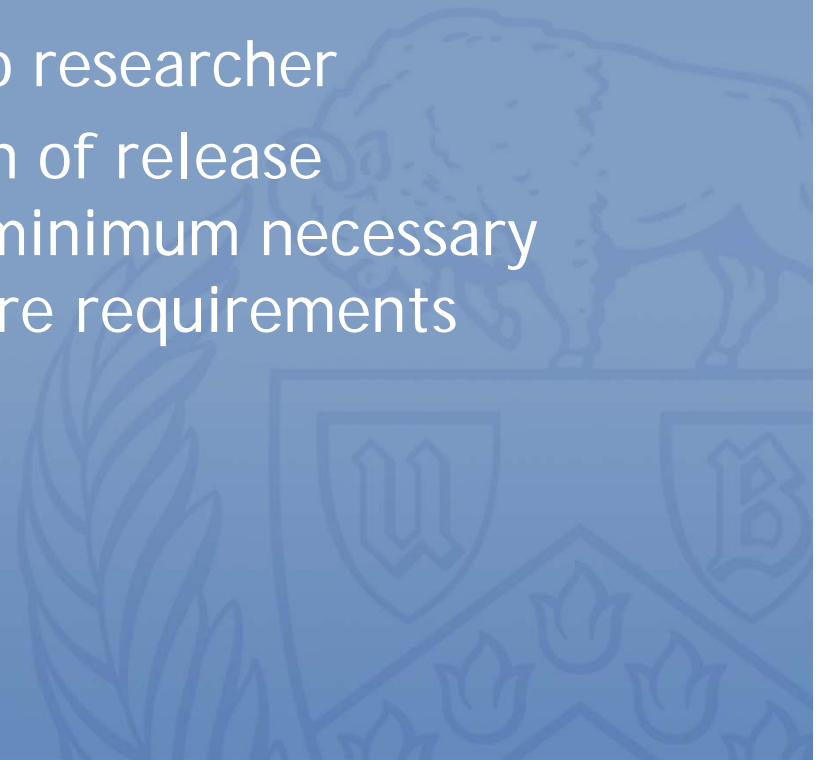 o researcher
n of release
minimum necessary
re requirements
U B